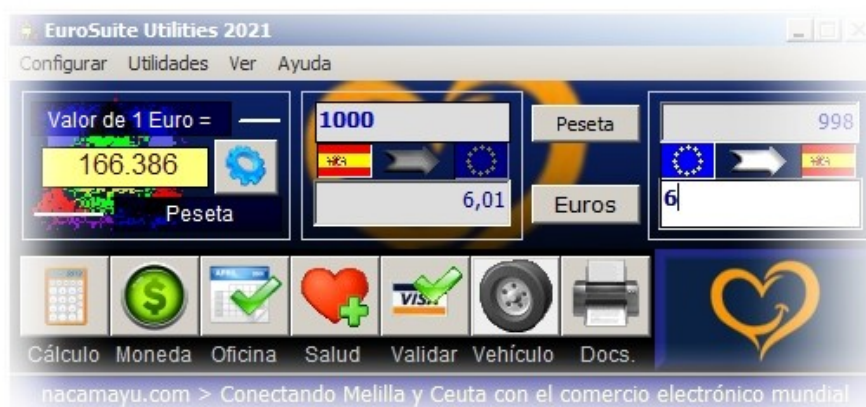 EuroSuite Utilities 2021
Configurar Utilidades Ver Ayuda
Valor de 1 Euro =
166.386
Peseta
1000
6,01
Peseta
Euros
998
6
Cálculo Moneda Oficina Salud Validar Vehículo Docs.
APRIL
$
VISA
nacamayu.com > Conectando Melilla y Ceuta con el comercio electrónico mundial